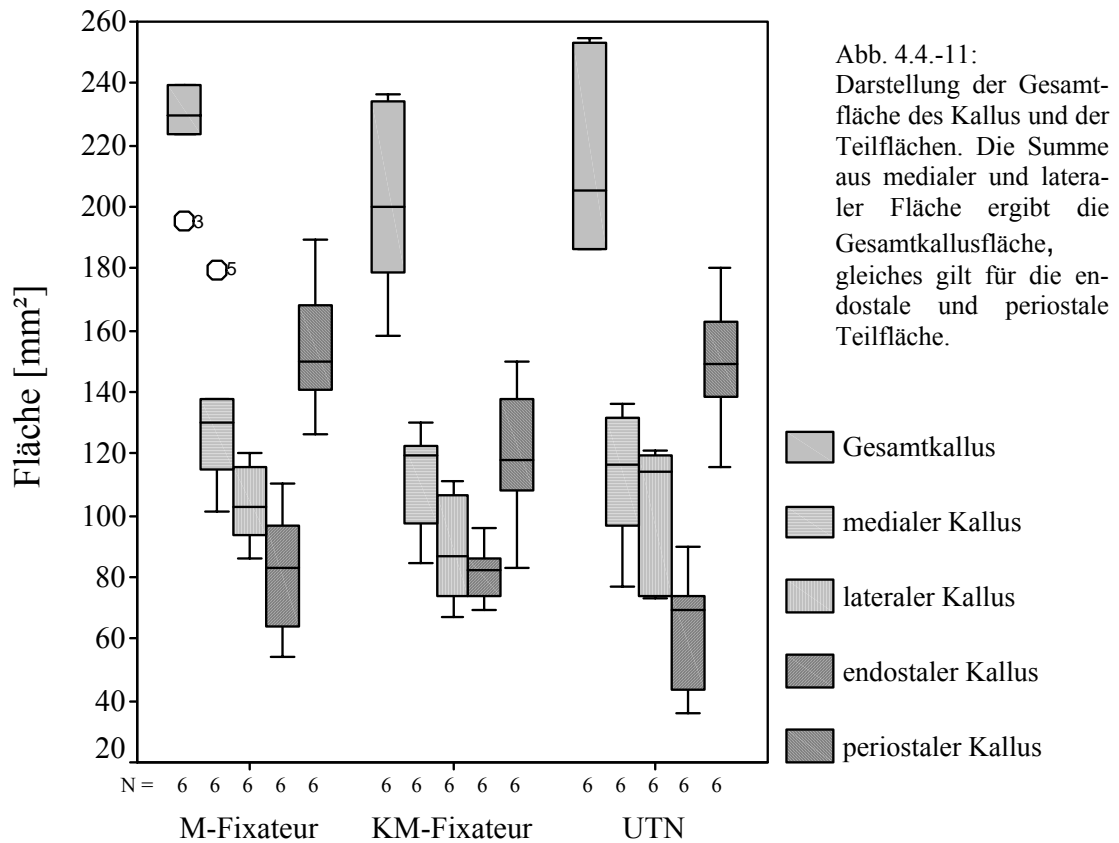 260
240
220
200
180
160
140
120
100
80
60
40
20
Fläche [mm²]
3
5
N = 6 6 6 6 6 6 6 6 6 6 6 6 6 6 6
M-Fixateur KM-Fixateur UTN
Abb. 4.4.-11:
Darstellung der Gesamt-
fläche des Kallus und der
Teilflächen. Die Summe
aus medialer und latera-
ler Fläche ergibt die
Gesamtkallusfläche,
gleiches gilt für die en-
dostale und periostale
Teilfläche.
Gesamtkallus
medialer Kallus
lateraler Kallus
endostaler Kallus
periostaler Kallus